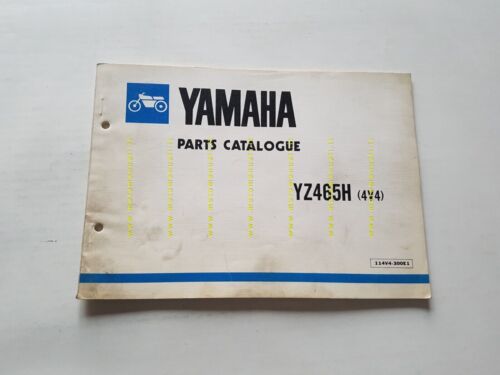 YAMAHA
PARTS CATALOGUE
YZ465H (4V4)
114V4-300E1